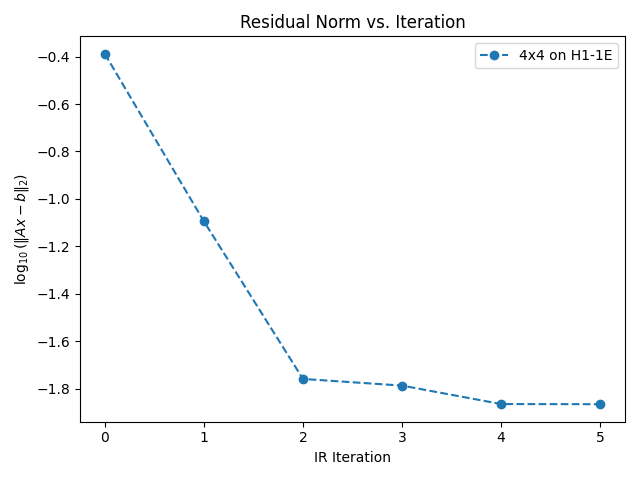 Residual Norm vs. Iteration
4x4 on H1-1E
log₁₀(‖Ax − b‖₂)
−0.4
−0.6
−0.8
−1.0
−1.2
−1.4
−1.6
−1.8
0 1 2 3 4 5
IR Iteration